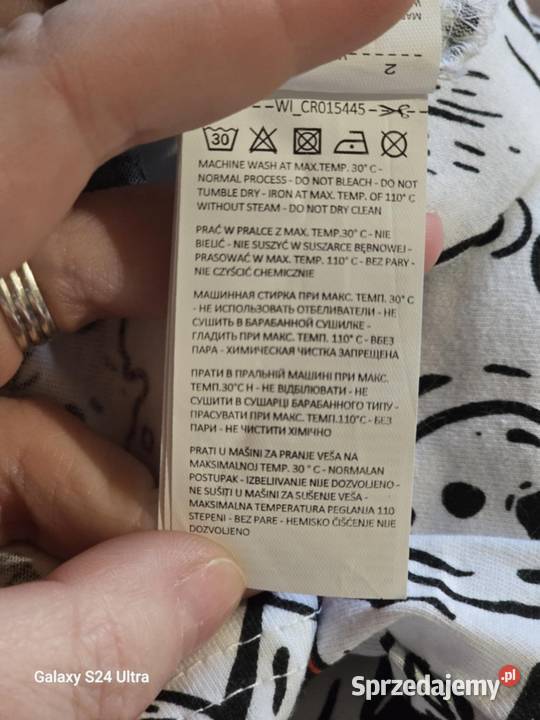 2
WI_CR015445
30
MACHINE WASH AT MAX.TEMP. 30° C -
NORMAL PROCESS - DO NOT BLEACH - DO NOT
TUMBLE DRY - IRON AT MAX. TEMP. OF 110° C
WITHOUT STEAM - DO NOT DRY CLEAN
PRAĆ W PRALCE Z MAX. TEMP.30° C - NIE
BIELIĆ - NIE SUSZYĆ W SUSZARCE BĘBNOWEJ -
PRASOWAĆ W MAX. TEMP. 110° C - BEZ PARY -
NIE CZYŚCIĆ CHEMICZNIE
МАШИННАЯ СТИРКА ПРИ МАКС. ТЕМП. 30° C
- НЕ ИСПОЛЬЗОВАТЬ ОТБЕЛИВАТЕЛИ - НЕ
СУШИТЬ В БАРАБАННОЙ СУШИЛКЕ -
ГЛАДИТЬ ПРИ МАКС. ТЕМП. 110° C - ВБЕЗ
ПАРА - ХИМИЧЕСКАЯ ЧИСТКА ЗАПРЕЩЕНА
ПРАТИ В ПРАЛЬНІЙ МАШИНІ ПРИ МАКС.
ТЕМП.30°C Н - НЕ ВІДБІЛЮВАТИ - НЕ
СУШИТИ В СУШАРЦІ БАРАБАННОГО ТИПУ -
ПРАСУВАТИ ПРИ МАКС. ТЕМП.110°C - БЕЗ
ПАРИ - НЕ ЧИСТИТИ ХІМІЧНО
PRATI U MAŠINI ZA PRANJE VEŠA NA
MAKSIMALNOJ TEMP. 30 ° C - NORMALAN
POSTUPAK - IZBELJIVANJE NIJE DOZVOLJENO -
NE SUŠITI U MAŠINI ZA SUŠENJE VEŠA -
MAKSIMALNA TEMPERATURA PEGLANJA 110
STEPENI - BEZ PARE - HEMISKO ČIŠĆENJE NIJE
DOZVOLJENO
Galaxy S24 Ultra
Sprzedajemy.pl